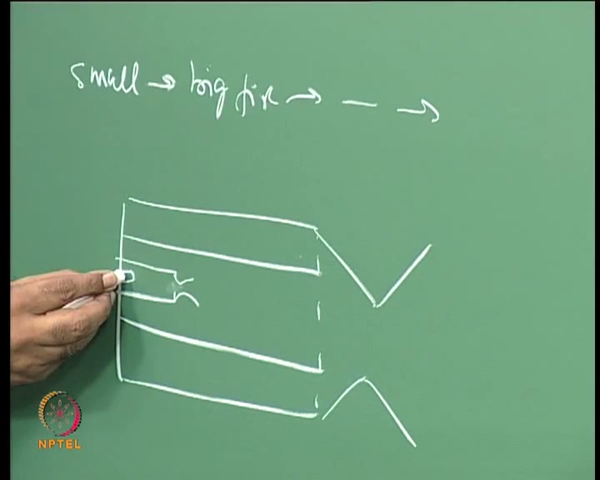 small → big fire → — →
NPTEL